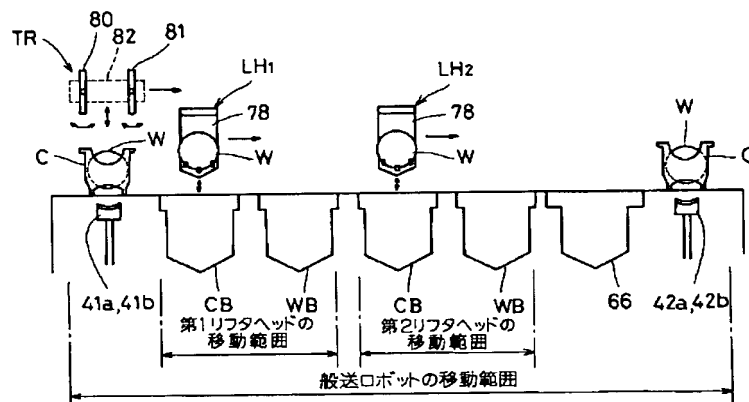 80
82
81
TR
LH1
LH2
78
78
W
C
W
W
W
C
41a,41b
CB
WB
CB
WB
66
42a,42b
第1リフタヘッドの
移動範囲
第2リフタヘッドの
移動範囲
般送ロボットの移動範囲